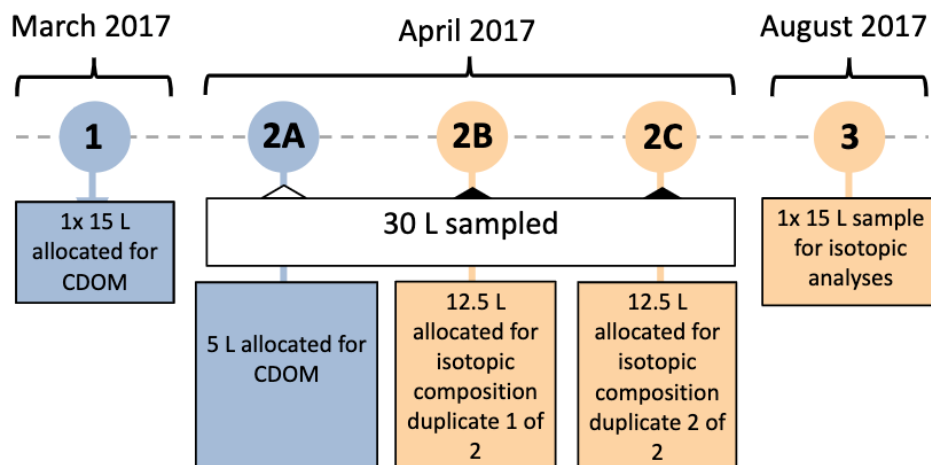 March 2017
April 2017
August 2017
1
2A
2B
2C
3
1x 15 L
allocated for
CDOM
30 L sampled
1x 15 L sample
for isotopic
analyses
5 L allocated for
CDOM
12.5 L
allocated for
isotopic
composition
duplicate 1 of
2
12.5 L
allocated for
isotopic
composition
duplicate 2 of
2